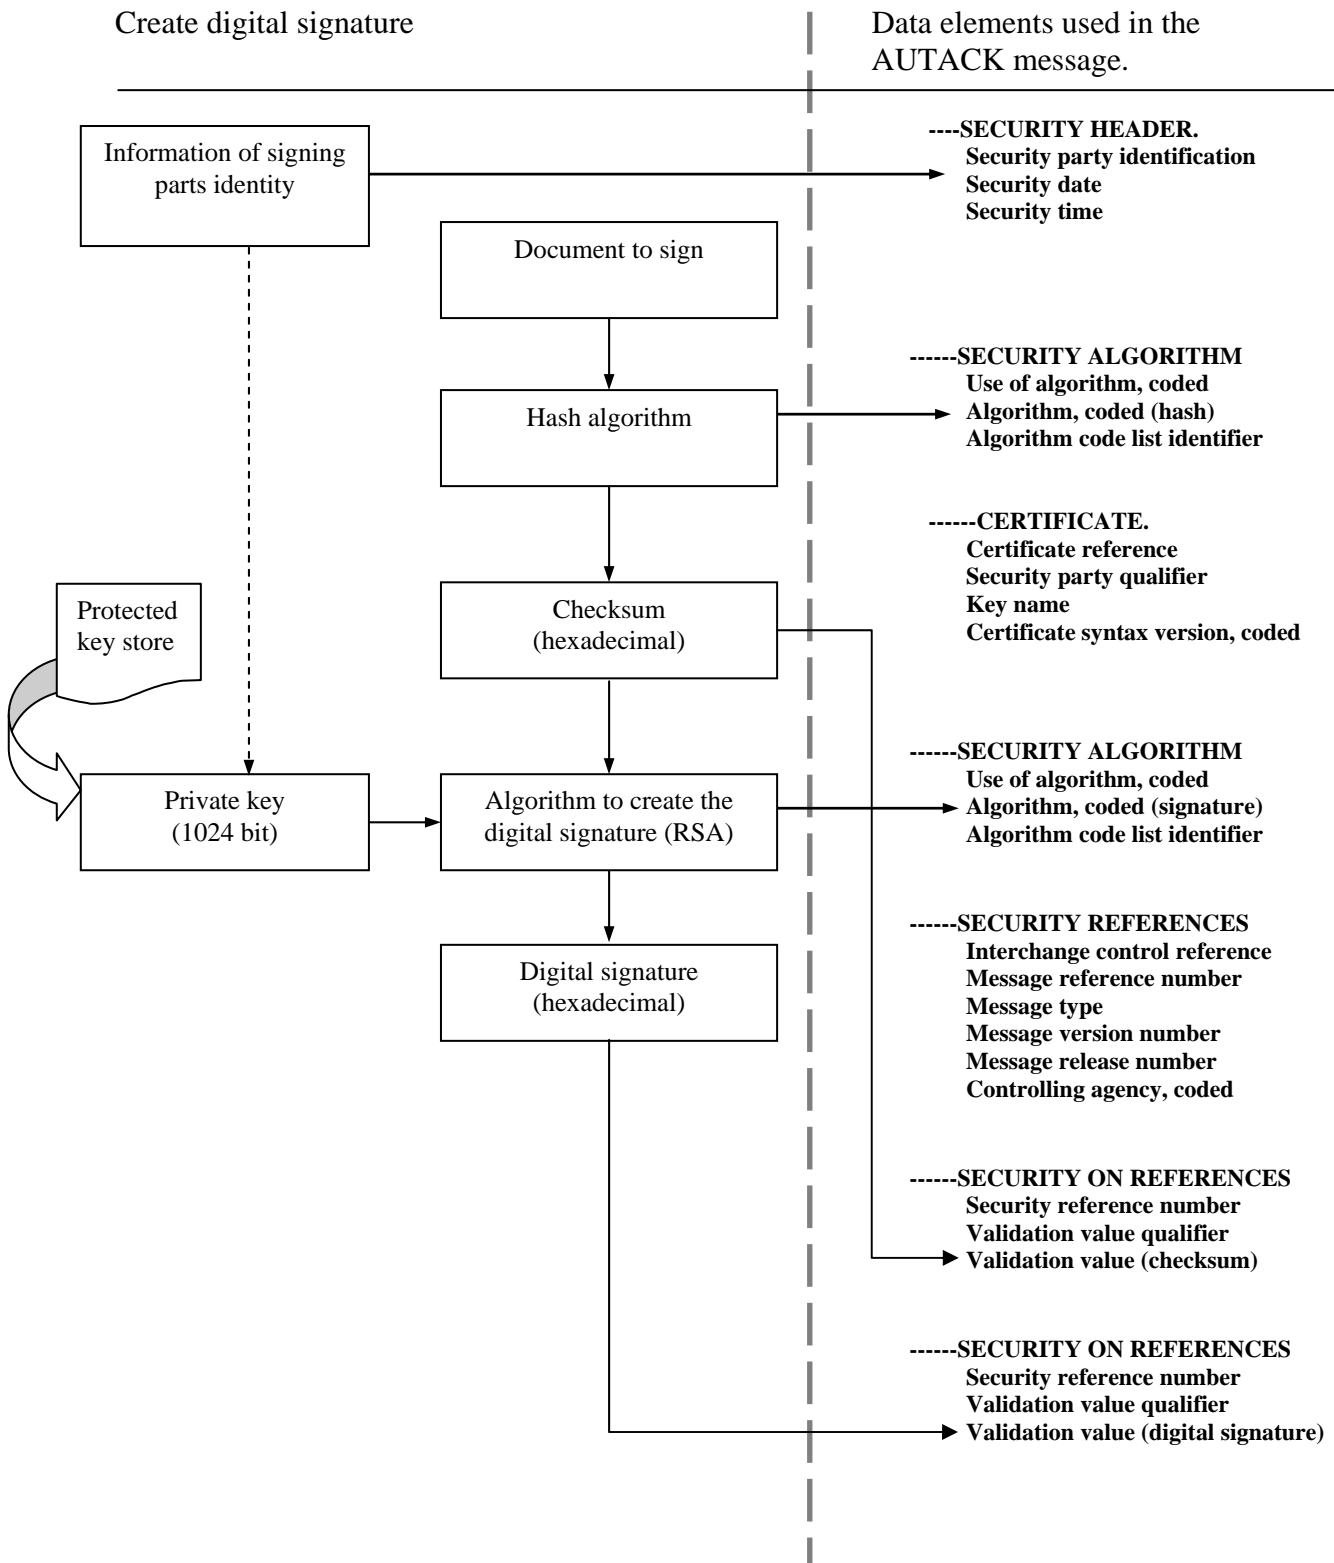 Create digital signature
Data elements used in the
AUTACK message.
Information of signing
parts identity
----SECURITY HEADER.
Security party identification
Security date
Security time
Document to sign
------SECURITY ALGORITHM
Use of algorithm, coded
Algorithm, coded (hash)
Algorithm code list identifier
Hash algorithm
------CERTIFICATE.
Certificate reference
Security party qualifier
Key name
Certificate syntax version, coded
Protected
key store
Checksum
(hexadecimal)
------SECURITY ALGORITHM
Use of algorithm, coded
Algorithm, coded (signature)
Algorithm code list identifier
Private key
(1024 bit)
Algorithm to create the
digital signature (RSA)
------SECURITY REFERENCES
Interchange control reference
Message reference number
Message type
Message version number
Message release number
Controlling agency, coded
Digital signature
(hexadecimal)
------SECURITY ON REFERENCES
Security reference number
Validation value qualifier
Validation value (checksum)
------SECURITY ON REFERENCES
Security reference number
Validation value qualifier
Validation value (digital signature)